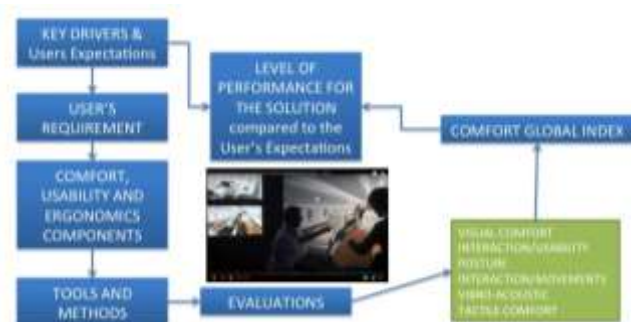 KEY DRIVERS &
Users Expectations
LEVEL OF
PERFORMANCE FOR
THE SOLUTION
compared to the
User's Expectations
USER'S
REQUIREMENT
COMFORT GLOBAL INDEX
COMFORT,
USABILITY AND
ERGONOMICS
COMPONENTS
VISUAL COMFORT
INTERACTION/USABILITY
POSTURE
INTERACTION/MOVEMENTS
VIBRO-ACOUSTIC
TACTILE COMFORT
TOOLS AND
METHODS
EVALUATIONS